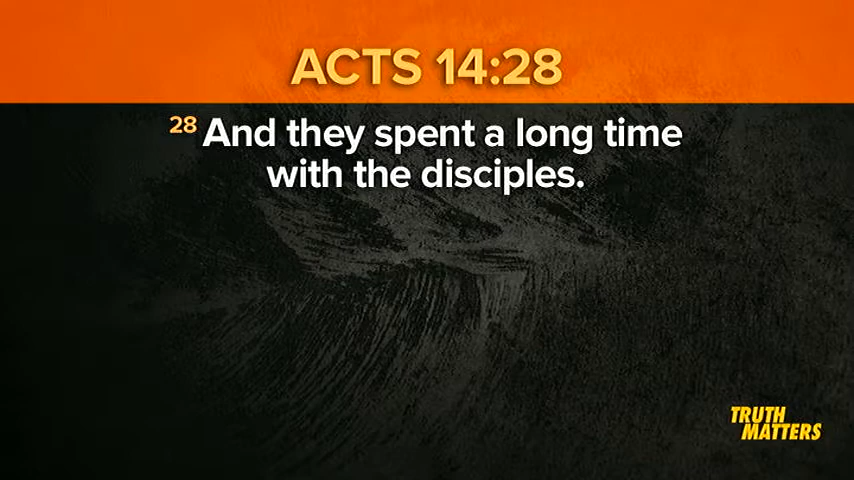 ACTS 14:28
28 And they spent a long time
with the disciples.
TRUTH
MATTERS